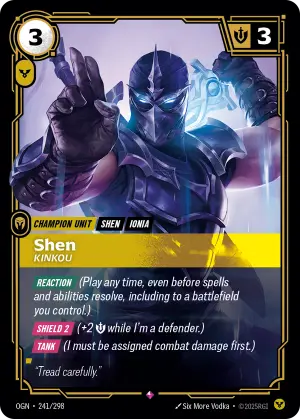 3
3
CHAMPION UNIT SHEN IONIA
Shen
KINKOU
REACTION (Play any time, even before spells
and abilities resolve, including to a battlefield
you control.)
SHIELD 2 (+2 while I'm a defender.)
TANK (I must be assigned combat damage first.)
"Tread carefully."
OGN • 241/298 Six More Vodka • ©2025RGI